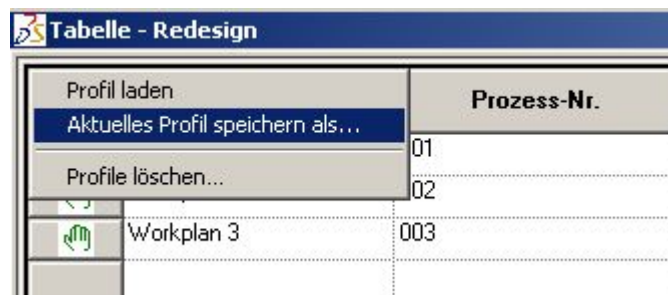 Tabelle - Redesign
Profil laden
Aktuelles Profil speichern als...
Profile löschen...
Prozess-Nr.
01
02
Workplan 3
003